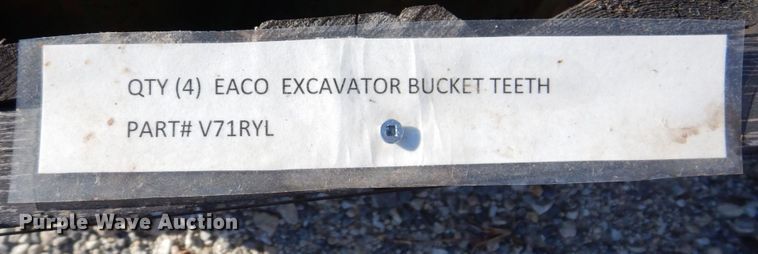 QTY (4) EACO EXCAVATOR BUCKET TEETH
PART# V71RYL
Purple Wave Auction